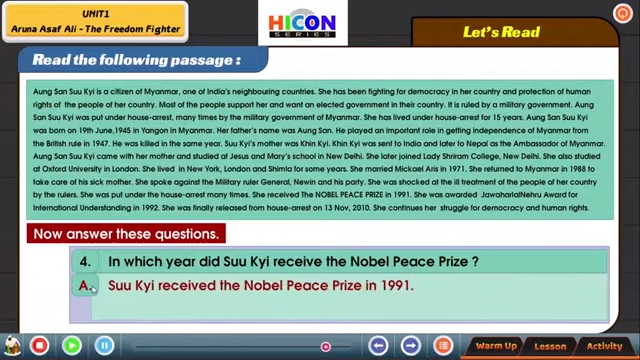 UNIT1
Aruna Asaf Ali - The Freedom Fighter
HICON
SERIES
Let's Read
Read the following passage :
Aung San Suu Kyi is a citizen of Myanmar, one of India's neighbouring countries. She has been fighting for democracy in her country and protection of human
rights of the people of her country. Most of the people support her and want an elected government in their country. It is ruled by a military government. Aung
San Suu Kyi was put under house-arrest, many times by the military government of Myanmar. She has lived under house-arrest for 15 years. Aung San Suu Kyi
was born on 19th June,1945 in Yangon in Myanmar. Her father's name was Aung San. He played an important role in getting independence of Myanmar from
the British rule in 1947. He was killed in the same year. Suu Kyi's mother was Khin Kyi. Khin Kyi was sent to India and later to Nepal as the Ambassador of Myanmar.
Aung San Suu Kyi came with her mother and studied at Jesus and Mary's school in New Delhi. She later joined Lady Shriram College, New Delhi. She also studied
at Oxford University in London. She lived in New York, London and Shimla for some years. She married Mickael Aris in 1971. She returned to Myanmar in 1988 to
take care of his sick mother. She spoke against the Military ruler General, Newin and his party. She was shocked at the ill treatment of the people of her country
by the rulers. She was put under the house-arrest many times. She received The NOBEL PEACE PRIZE in 1991. She was awarded JawaharlalNehru Award for
International Understanding in 1992. She was finally released from house-arrest on 13 Nov, 2010. She continues her struggle for democracy and human rights.
Now answer these questions.
4. In which year did Suu Kyi receive the Nobel Peace Prize ?
A. Suu Kyi received the Nobel Peace Prize in 1991.
Warm Up
Lesson
Activity